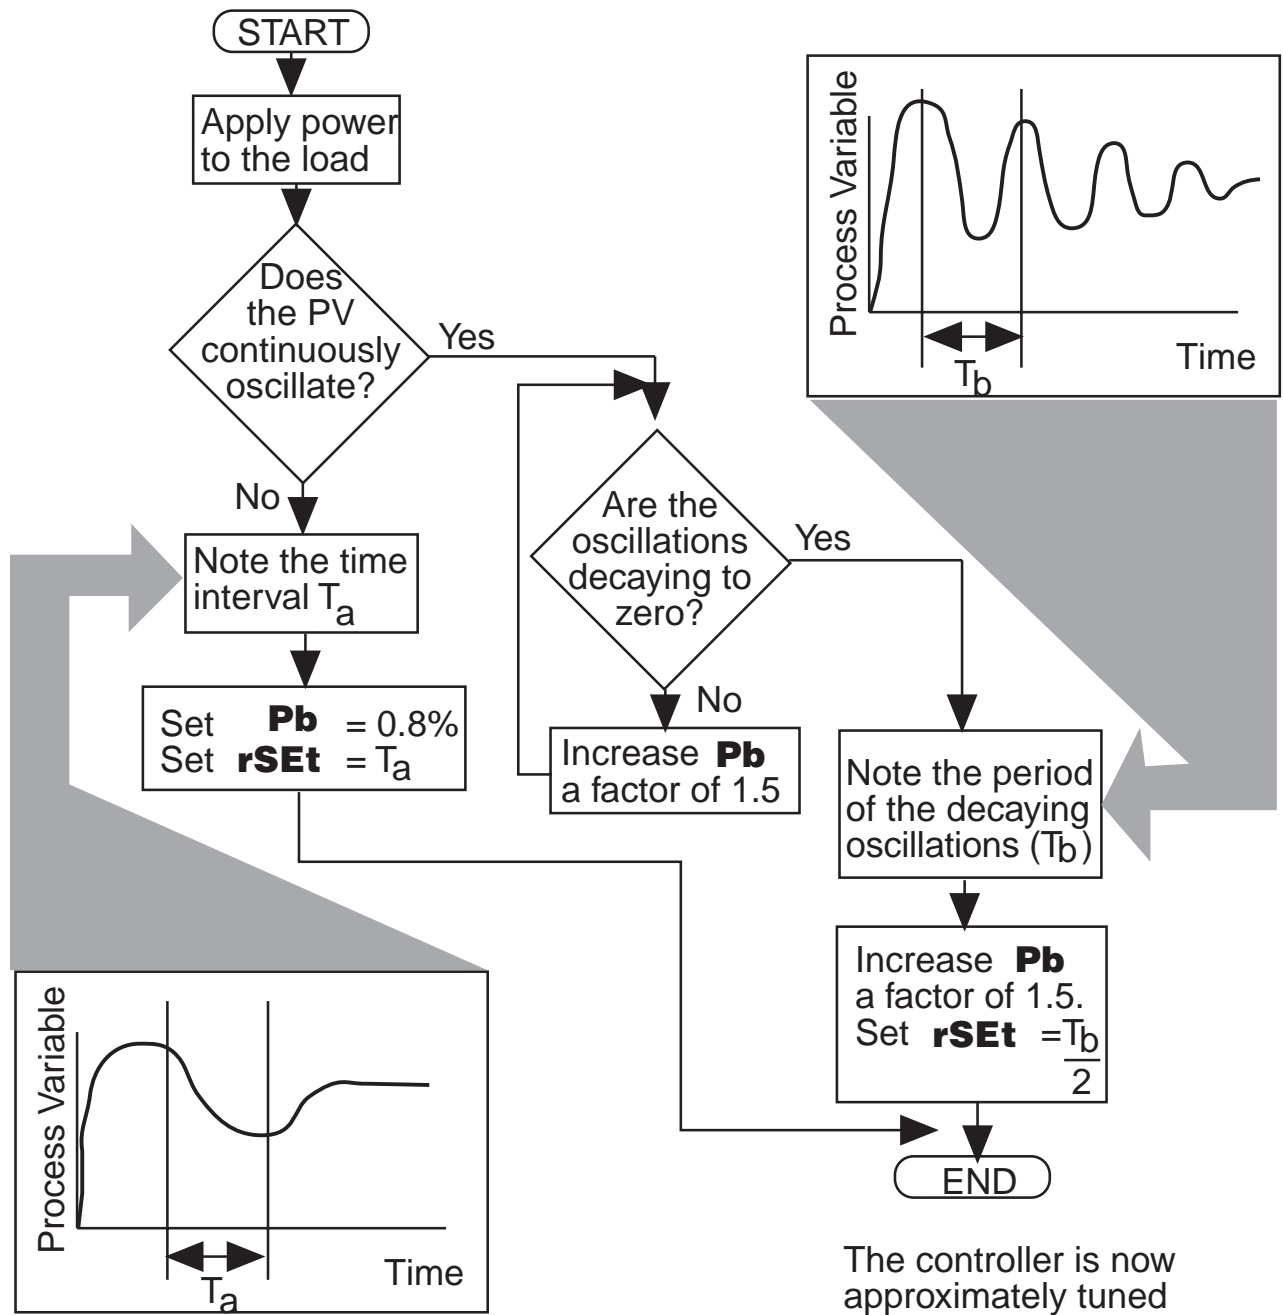 START
Apply power
to the load
Does
the PV
continuously
oscillate?
Yes
No
Note the time
interval Ta
Set Pb = 0.8%
Set rSEt = Ta
Are the
oscillations
decaying to
zero?
Yes
No
Increase Pb
a factor of 1.5
Note the period
of the decaying
oscillations (Tb)
Increase Pb
a factor of 1.5.
Set rSEt =Tb
2
END
The controller is now
approximately tuned
Process Variable
Time
Tb
Process Variable
Time
Ta